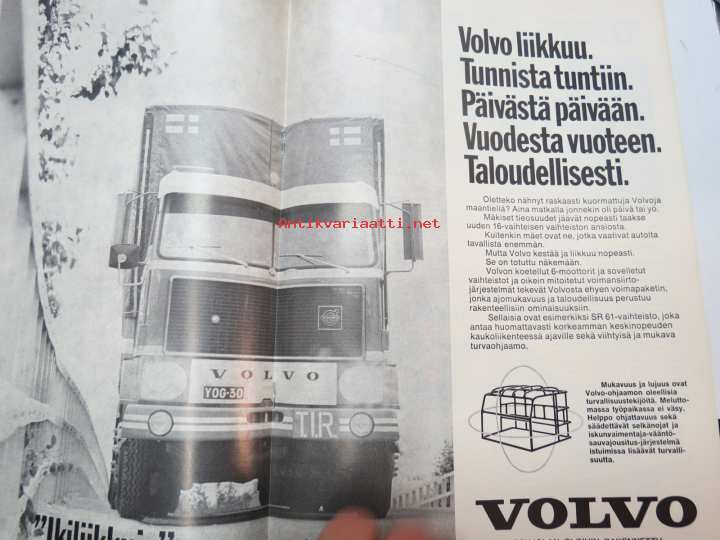 Volvo liikkuu.
Tunnista tuntiin.
Päivästä päivään.
Vuodesta vuoteen.
Taloudellisesti.
Oletteko nähnyt raskaasti kuormattuja Volvoja
maantiellä? Aina matkalla jonnekin oli päivä tai yö.
Mäkiset tieosuudet jäävät nopeasti taakse
uuden 16-vaihteisen vaihteiston ansiosta.
Kuitenkin mäet ovat ne, jotka vaativat autolta
tavallista enemmän.
Mutta Volvo kestää ja liikkuu nopeasti.
Se on totuttu näkemään.
Volvon koetellut 6-moottorit ja sovelletut
vaihteistot ja oikein mitoitetut voimansiirto-
järjestelmät tekevät Volvosta ehyen voimapaketin,
jonka ajomukavuus ja taloudellisuus perustuu
rakenteellisiin ominaisuuksiin.
Sellaisia ovat esimerkiksi SR 61-vaihteisto, joka
antaa huomattavasti korkeamman keskinopeuden
kaukoliikenteessä ajaville sekä viihtyisä ja mukava
turvaohjaamo.
Mukavuus ja lujuus ovat
Volvo-ohjaamon oleellisia
turvallisuustekijöitä. Melutto-
massa työpaikassa ei väsy.
Helppo ohjattavuus sekä
säädettävät selkänojat ja
iskunvaimentaja-vääntö-
sauvajousitus-järjestelmä
istuimissa lisäävät turvalli-
suutta.
VOLVO
VOLVO
YOG-30
T.I.R.
Antikvariaatti.net
"Ikiliikkuja"